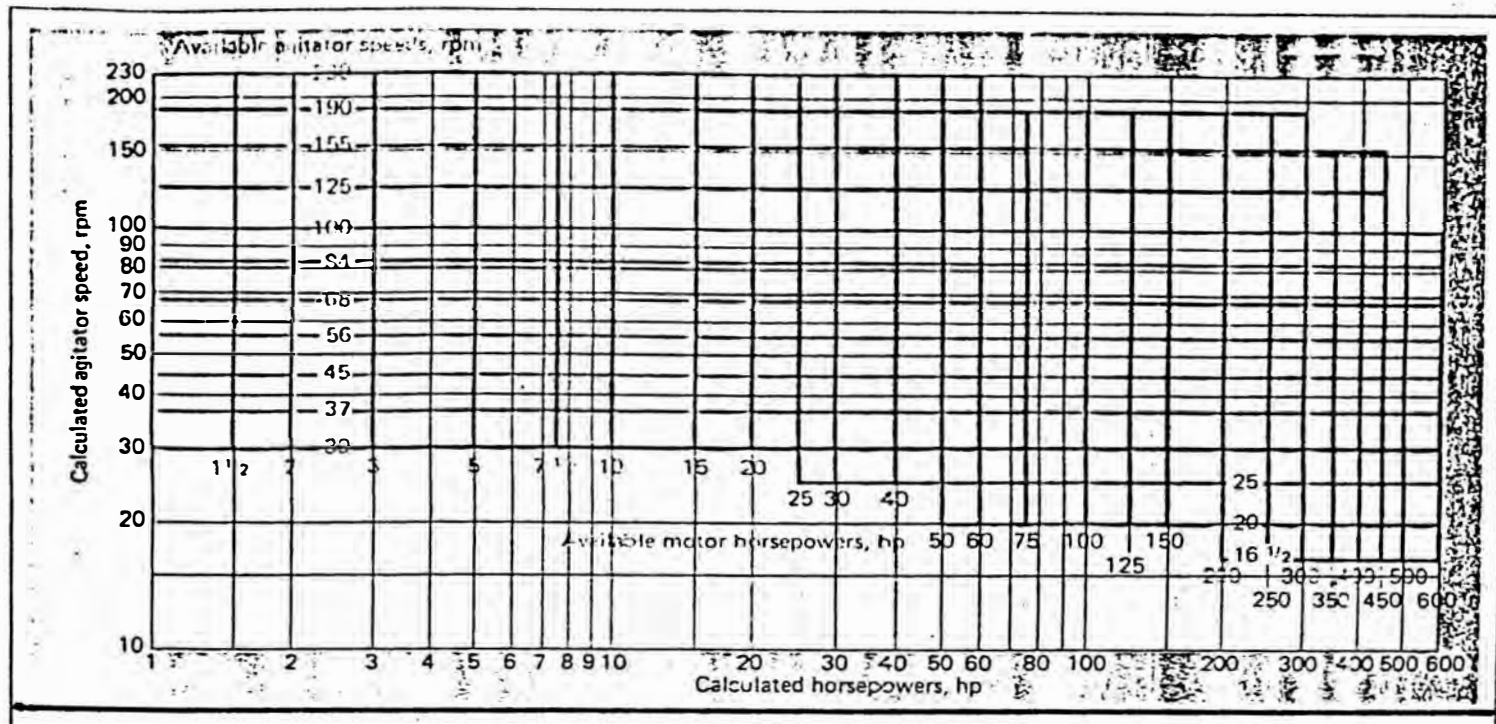 Available agitator speeds, rpm
230 230
200
190
150 155
125
100 100
90
80 84
70 68
60
56
50
45
40
37
30 30
1 1/2 2 3 5 7 1/2 10 15 20
25
25 30 40
20 20
Available motor horsepowers, hp 50 60 75 100 150
16 1/2
125
200 300 400 500
250 350 450 600
10
1 2 3 4 5 6 7 8 9 10 20 30 40 50 60 80 100 200 300 400 500 600
Calculated horsepowers, hp
Calculated agitator speed, rpm